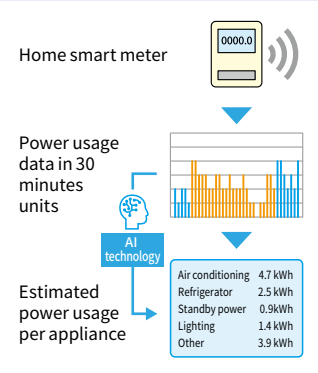 Home smart meter
0000.0
Power usage
data in 30
minutes
units
AI
technology
Estimated
power usage
per appliance
Air conditioning 4.7 kWh
Refrigerator 2.5 kWh
Standby power 0.9kWh
Lighting 1.4 kWh
Other 3.9 kWh